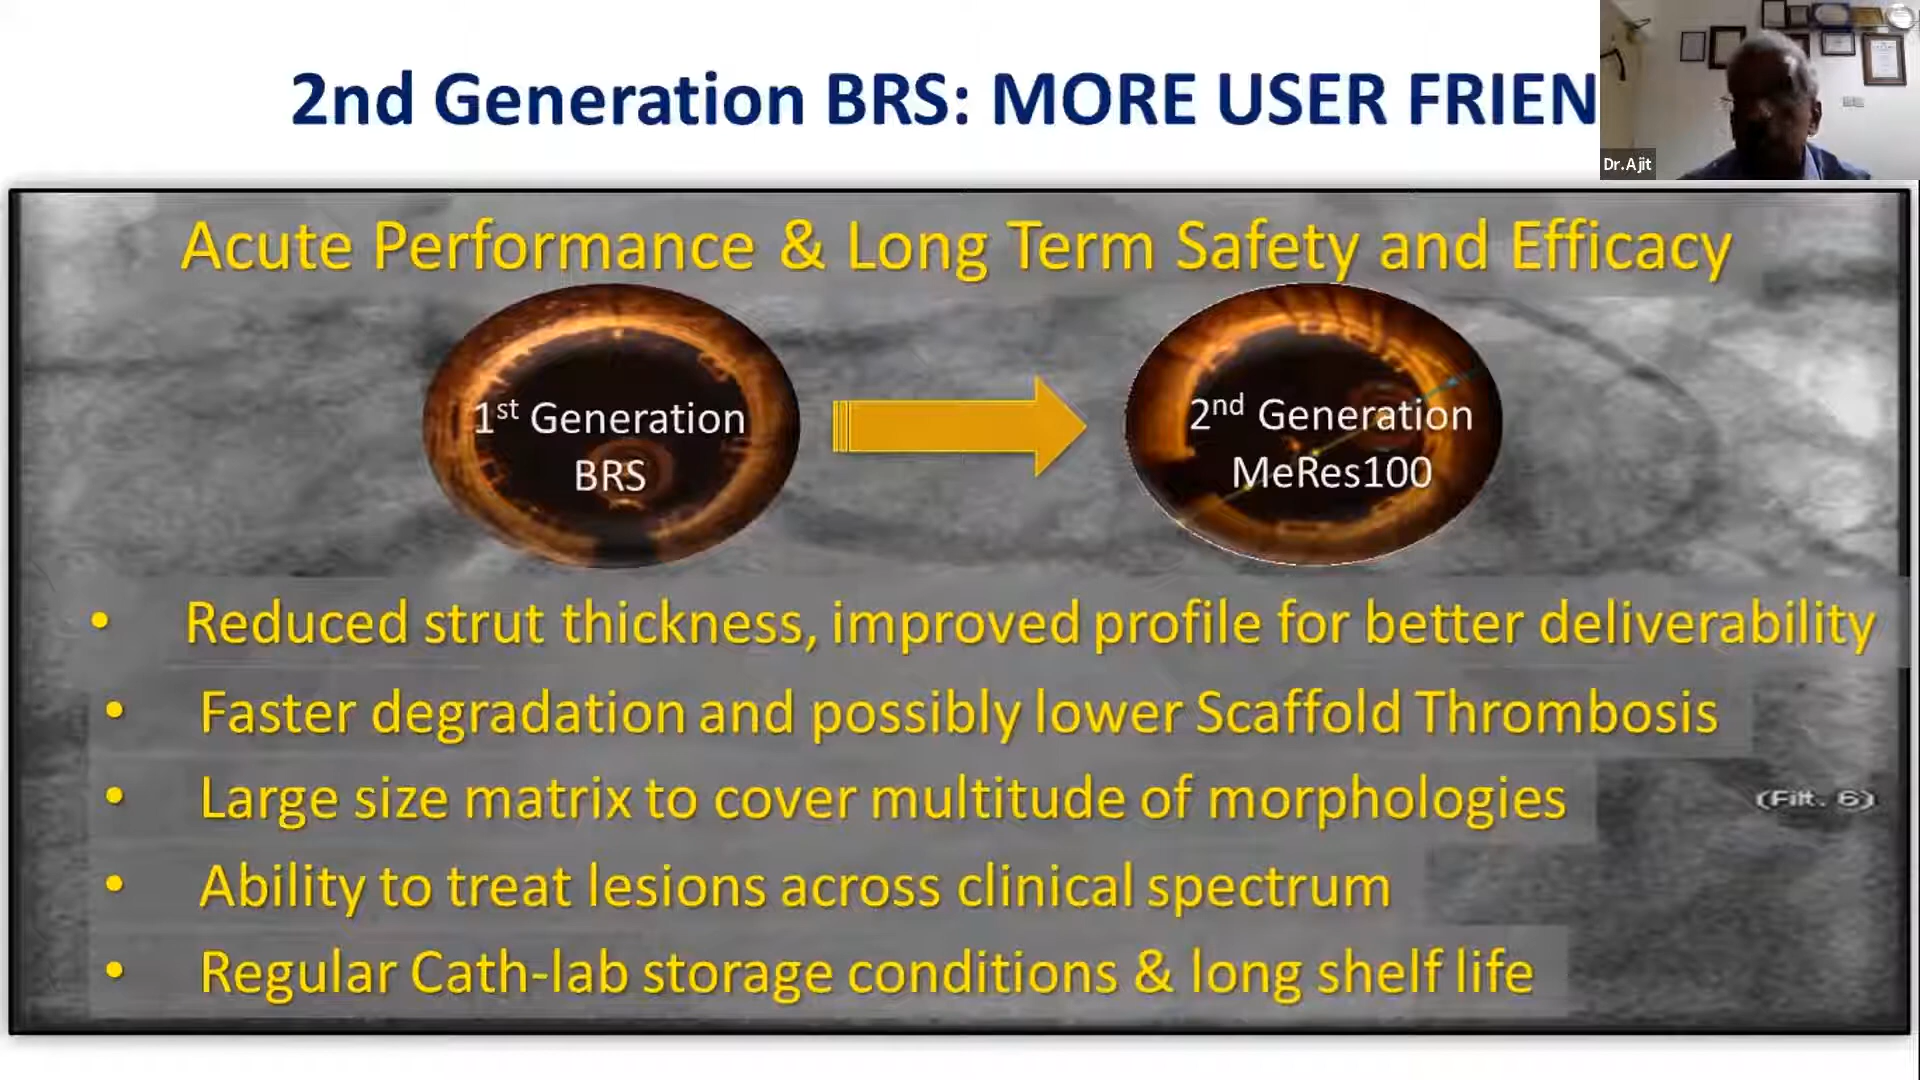 2nd Generation BRS: MORE USER FRIEN
Dr.Ajit
Acute Performance & Long Term Safety and Efficacy
1st Generation
BRS
2nd Generation
MeRes100
• Reduced strut thickness, improved profile for better deliverability
• Faster degradation and possibly lower Scaffold Thrombosis
• Large size matrix to cover multitude of morphologies
(Filt. 6)
• Ability to treat lesions across clinical spectrum
• Regular Cath-lab storage conditions & long shelf life